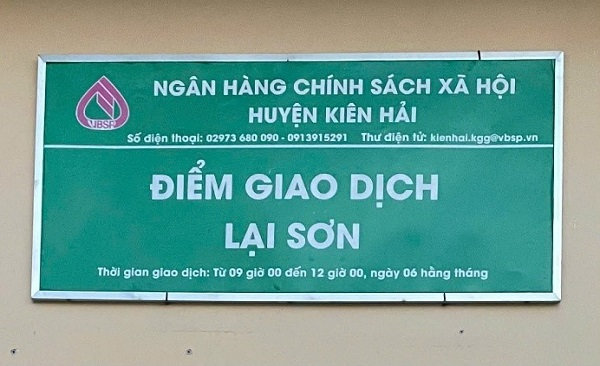 NGÂN HÀNG CHÍNH SÁCH XÃ HỘI
HUYỆN KIÊN HẢI
VBSP
Số điện thoại: 02973 680 090 - 0913915291 Thư điện tử: kienhai.kgg@vbsp.vn
ĐIỂM GIAO DỊCH
LẠI SƠN
Thời gian giao dịch: Từ 09 giờ 00 đến 12 giờ 00, ngày 06 hằng tháng